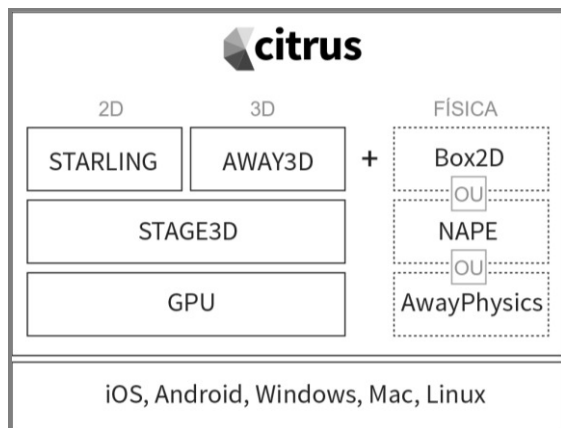 citrus
2D 3D FÍSICA
STARLING AWAY3D + Box2D
OU
STAGE3D NAPE
OU
GPU AwayPhysics
iOS, Android, Windows, Mac, Linux